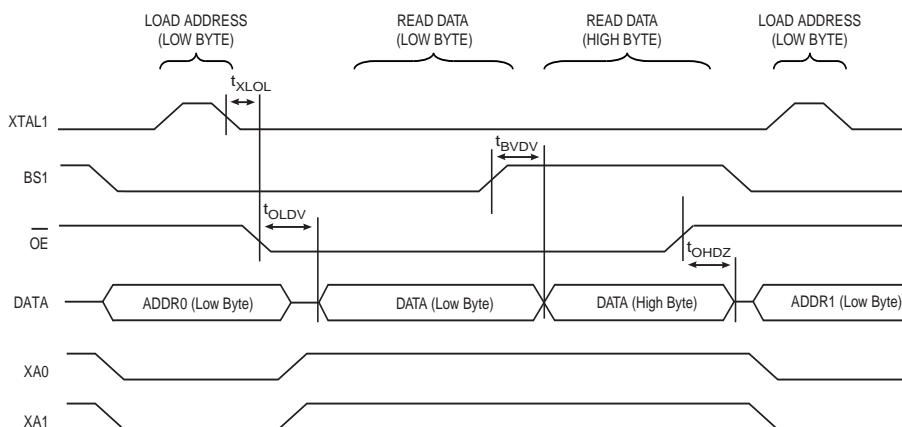 LOAD ADDRESS
(LOW BYTE)
READ DATA
(LOW BYTE)
READ DATA
(HIGH BYTE)
LOAD ADDRESS
(LOW BYTE)
tXLOL
XTAL1
tBVDV
BS1
tOLDV
OE
tOHDZ
DATA
ADDR0 (Low Byte)
DATA (Low Byte)
DATA (High Byte)
ADDR1 (Low Byte)
XA0
XA1